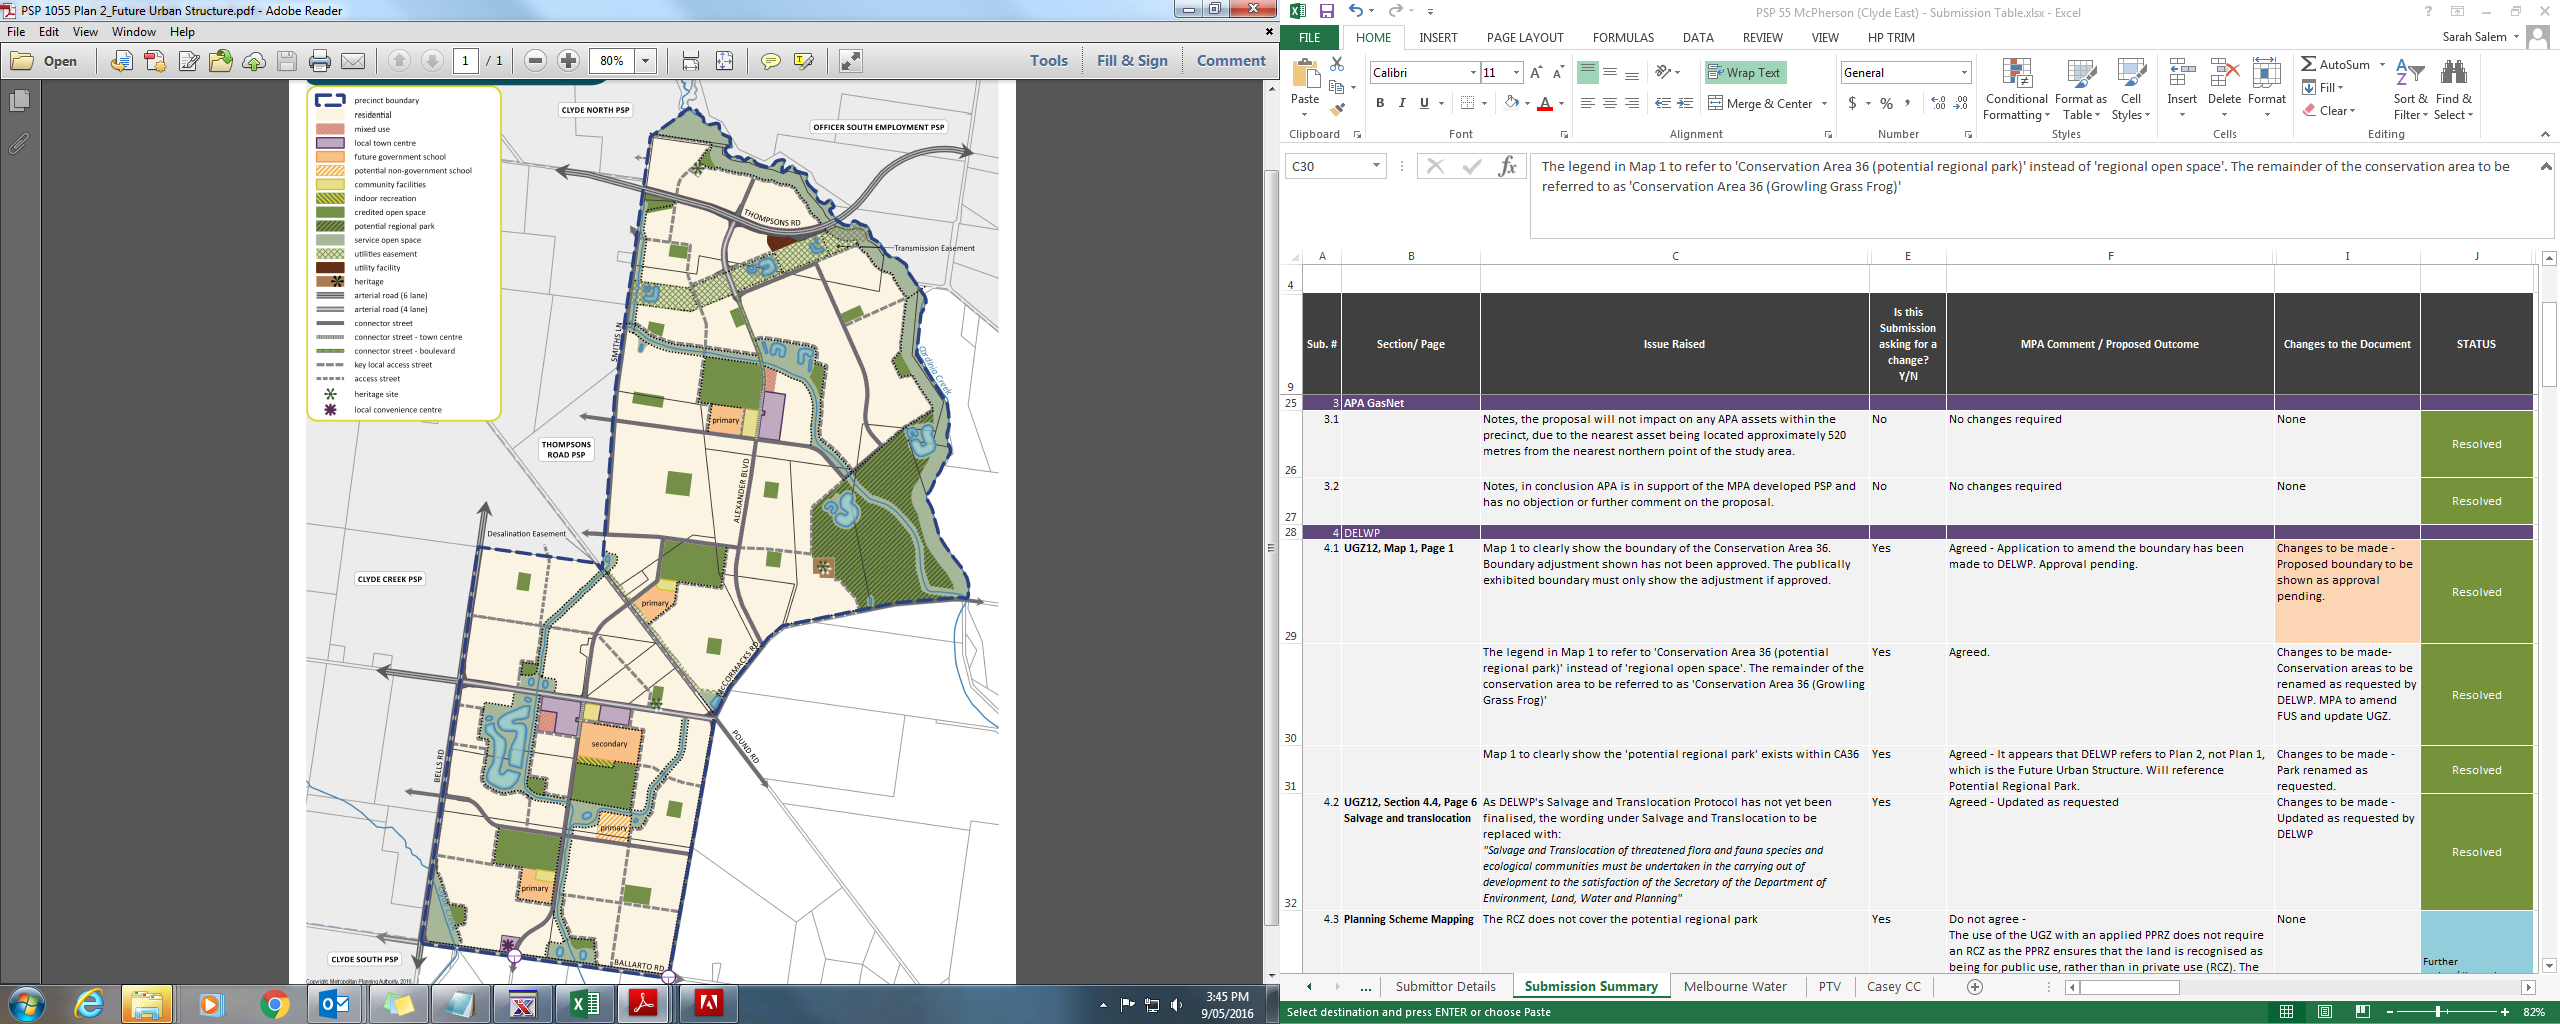 PSP 1055 Plan 2_Future Urban Structure.pdf - Adobe Reader
File Edit View Window Help
Open 1 / 1 80% Tools Fill & Sign Comment
precinct boundary
residential
mixed use
local town centre
future government school
potential non-government school
community facilities
indoor recreation
credited open space
potential regional park
service open space
utilities easement
utility facility
heritage
arterial road (6 lane)
arterial road (4 lane)
connector street
connector street - town centre
connector street - boulevard
key local access street
access street
heritage site
local convenience centre
CLYDE NORTH PSP
OFFICER SOUTH EMPLOYMENT PSP
THOMPSONS RD
Transmission Easement
SMITHS LN
Cardinia Creek
primary
THOMPSONS
ROAD PSP
ALEXANDER BLVD
Desalination Easement
CLYDE CREEK PSP
primary
McCORMACKS RD
secondary
POUND RD
BELLS RD
primary
primary
CLYDE SOUTH PSP
BALLARTO RD
Copyright, Metropolitan Planning Authority, 2016
3:45 PM
9/05/2016
PSP 55 McPherson (Clyde East) - Submission Table.xlsx - Excel
FILE HOME INSERT PAGE LAYOUT FORMULAS DATA REVIEW VIEW HP TRIM Sarah Salem
Paste
Clipboard
Calibri 11
B I U
Font
Wrap Text
Merge & Center
Alignment
General
$ % ,
Number
Conditional Formatting
Format as Table
Cell Styles
Styles
Insert Delete Format
Cells
AutoSum
Fill
Clear
Sort & Filter
Find & Select
Editing
C30
The legend in Map 1 to refer to 'Conservation Area 36 (potential regional park)' instead of 'regional open space'. The remainder of the conservation area to be
referred to as 'Conservation Area 36 (Growling Grass Frog)'
A B C E F I J
4
9 Sub. # Section/ Page Issue Raised Is this Submission asking for a change? Y/N MPA Comment / Proposed Outcome Changes to the Document STATUS
25 3 APA GasNet
26 3.1 Notes, the proposal will not impact on any APA assets within the precinct, due to the nearest asset being located approximately 520 metres from the nearest northern point of the study area. No No changes required None Resolved
27 3.2 Notes, in conclusion APA is in support of the MPA developed PSP and has no objection or further comment on the proposal. No No changes required None Resolved
28 4 DELWP
29 4.1 UGZ12, Map 1, Page 1 Map 1 to clearly show the boundary of the Conservation Area 36. Boundary adjustment shown has not been approved. The publically exhibited boundary must only show the adjustment if approved. Yes Agreed - Application to amend the boundary has been made to DELWP. Approval pending. Changes to be made - Proposed boundary to be shown as approval pending. Resolved
30 The legend in Map 1 to refer to 'Conservation Area 36 (potential regional park)' instead of 'regional open space'. The remainder of the conservation area to be referred to as 'Conservation Area 36 (Growling Grass Frog)' Yes Agreed. Changes to be made- Conservation areas to be renamed as requested by DELWP. MPA to amend FUS and update UGZ. Resolved
31 Map 1 to clearly show the 'potential regional park' exists within CA36 Yes Agreed - It appears that DELWP refers to Plan 2, not Plan 1, which is the Future Urban Structure. Will reference Potential Regional Park. Changes to be made - Park renamed as requested. Resolved
32 4.2 UGZ12, Section 4.4, Page 6 Salvage and translocation As DELWP's Salvage and Translocation Protocol has not yet been finalised, the wording under Salvage and Translocation to be replaced with: "Salvage and Translocation of threatened flora and fauna species and ecological communities must be undertaken in the carrying out of development to the satisfaction of the Secretary of the Department of Environment, Land, Water and Planning" Yes Agreed - Updated as requested Changes to be made - Updated as requested by DELWP Resolved
4.3 Planning Scheme Mapping The RCZ does not cover the potential regional park Yes Do not agree - The use of the UGZ with an applied PPRZ does not require an RCZ as the PPRZ ensures that the land is recognised as being for public use, rather than in private use (RCZ). The None Further
... Submittor Details Submission Summary Melbourne Water PTV Casey CC
Select destination and press ENTER or choose Paste 82%